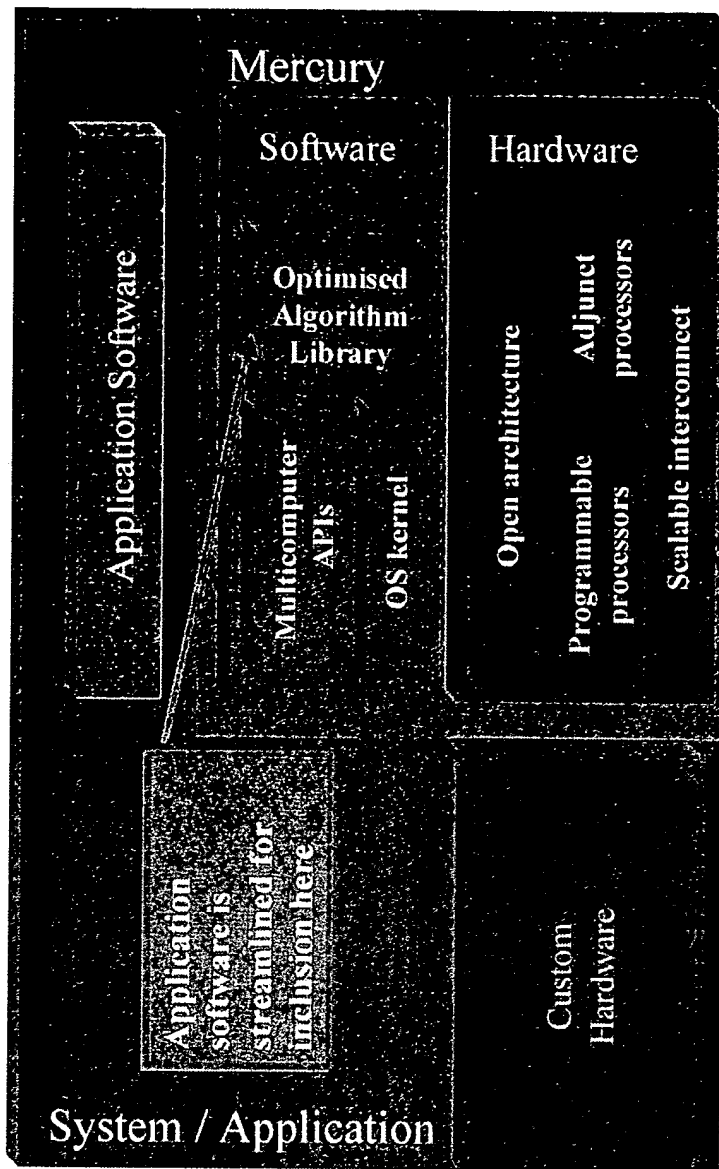 Mercury
Software
Hardware
Application Software
Optimised
Algorithm
Library
Multicomputer
APIs
OS kernel
Open architecture
Programmable
processors
Adjunct
processors
Scalable interconnect
Application
software is
streamlined for
inclusion here
Custom
Hardware
System / Application